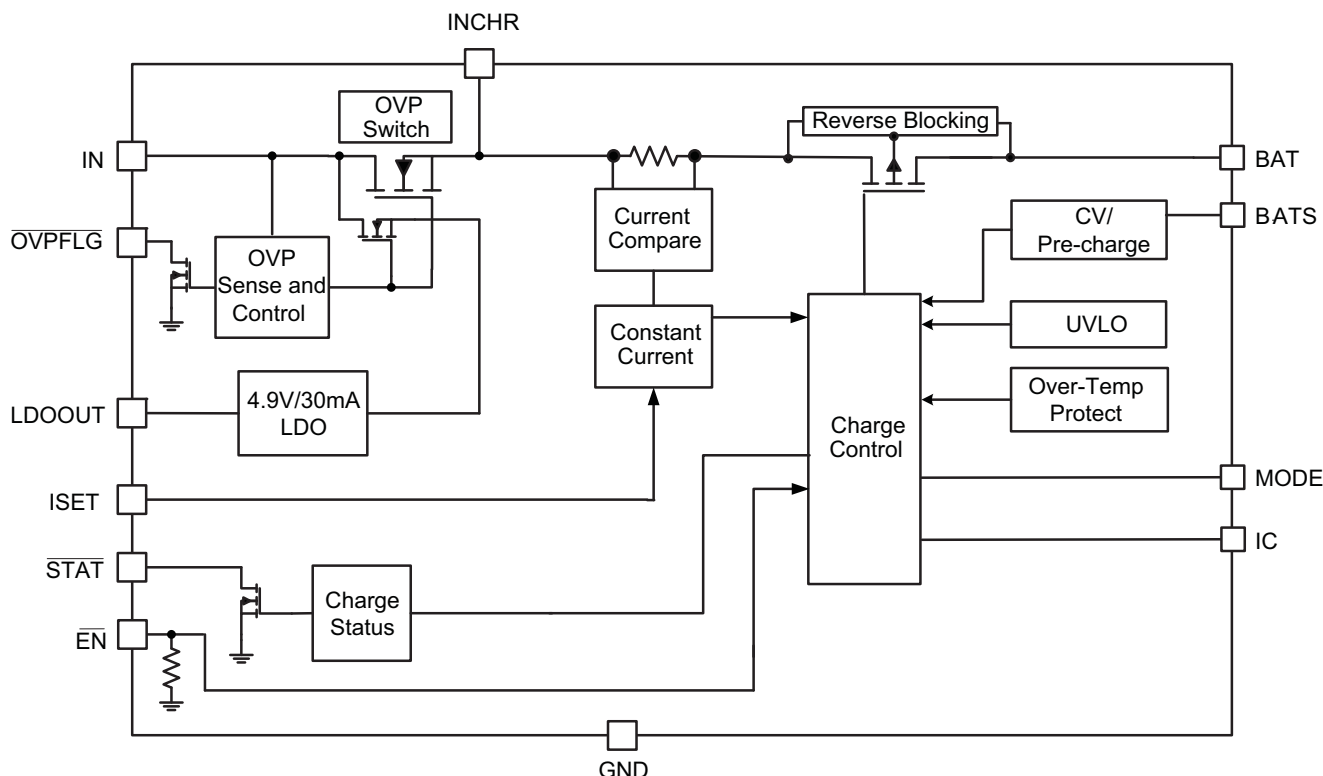 INCHR
OVP
Switch
Reverse Blocking
IN
BAT
OVPFLG
OVP
Sense and
Control
Current
Compare
CV/
Pre-charge
BATS
Constant
Current
UVLO
LDOOUT
4.9V/30mA
LDO
Over-Temp
Protect
Charge
Control
ISET
MODE
STAT
IC
Charge
Status
EN
GND